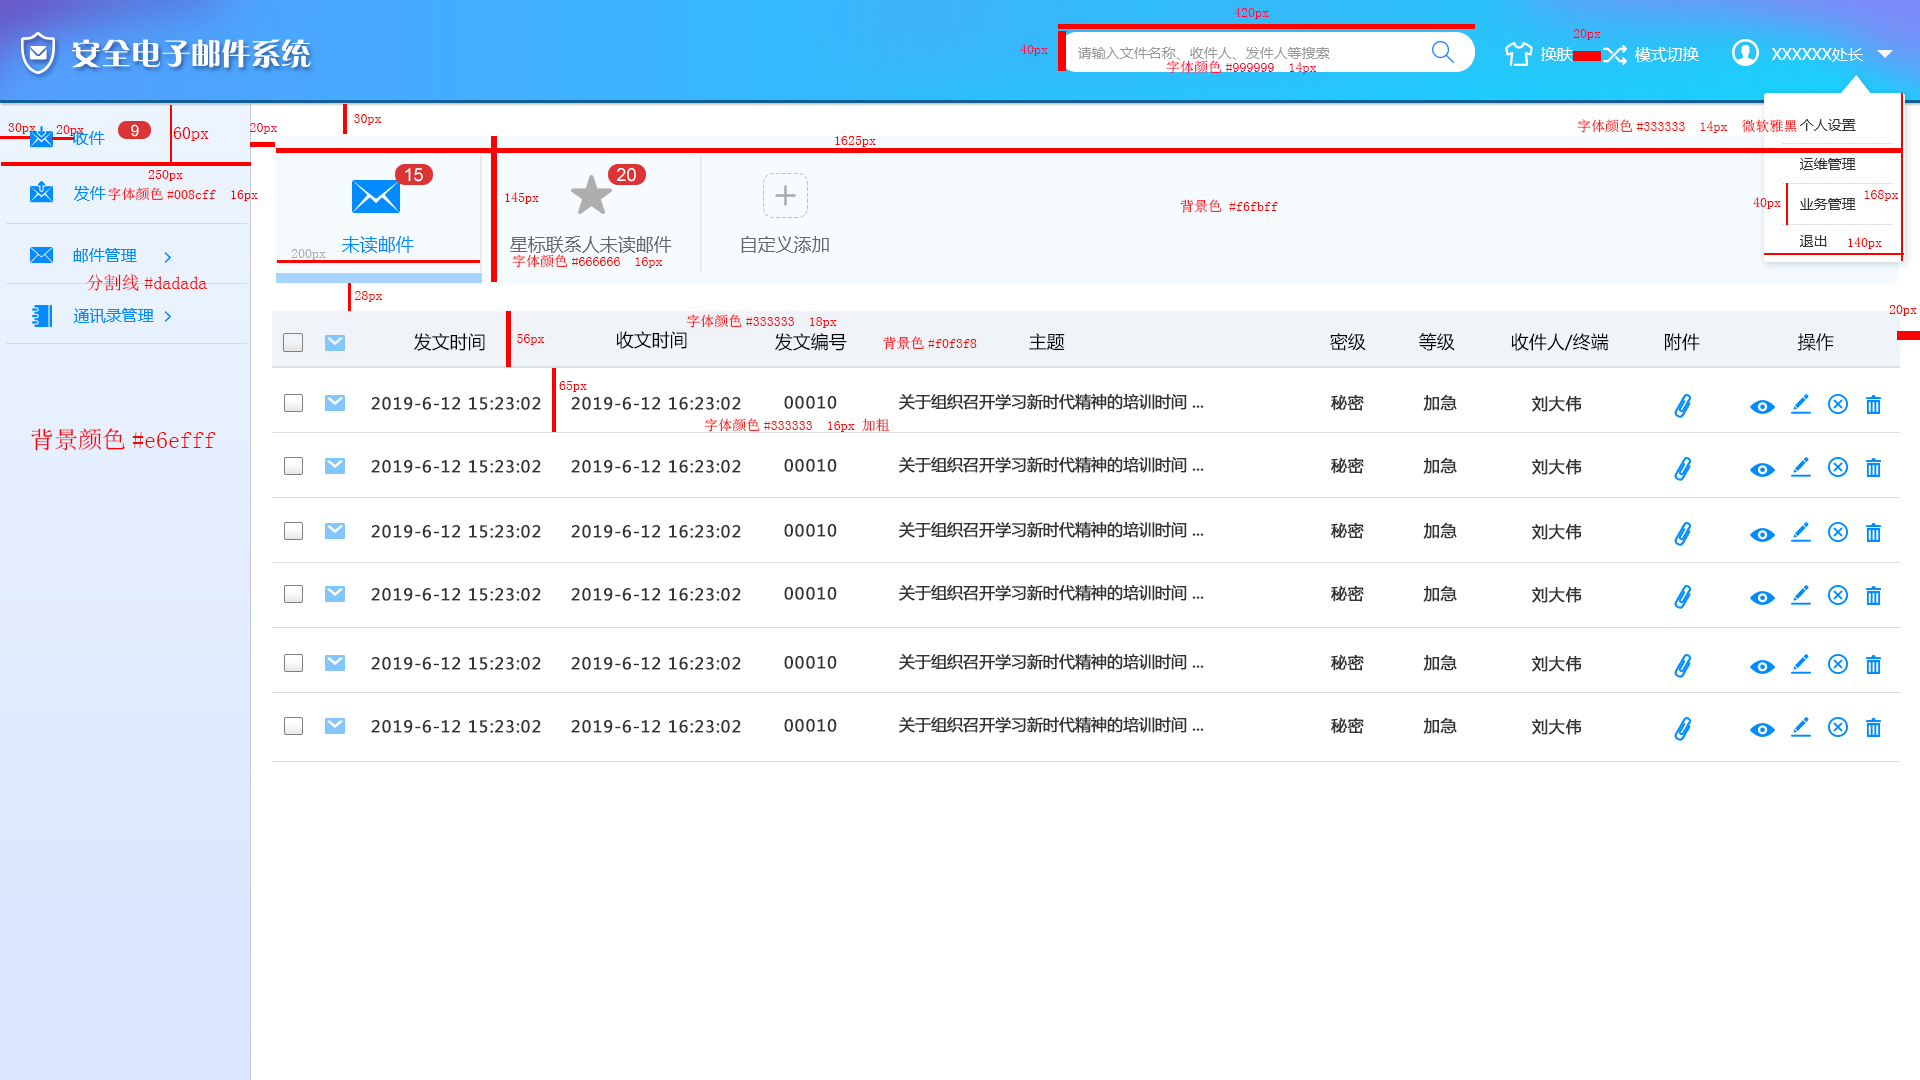 420px
安全电子邮件系统
40px
请输入文件名称、收件人、发件人等搜索
字体颜色 #999999 14px
20px
换肤
模式切换
XXXXXX处长
30px
20px
收件
9
60px
20px
30px
字体颜色 #333333 14px 微软雅黑
个人设置
1625px
250px
运维管理
发件
字体颜色 #008cff 16px
15
145px
20
背景色 #f6fbff
40px
业务管理
168px
未读邮件
200px
星标联系人未读邮件
字体颜色 #666666 16px
自定义添加
退出
140px
邮件管理
分割线 #dadada
28px
通讯录管理
20px
发文时间
56px
收文时间
字体颜色 #333333 18px
发文编号
背景色 #f0f3f8
主题
密级
等级
收件人/终端
附件
操作
65px
2019-6-12 15:23:02 2019-6-12 16:23:02 00010 关于组织召开学习新时代精神的培训时间 ... 秘密 加急 刘大伟
字体颜色 #333333 16px 加粗
背景颜色 #e6efff
2019-6-12 15:23:02 2019-6-12 16:23:02 00010 关于组织召开学习新时代精神的培训时间 ... 秘密 加急 刘大伟
2019-6-12 15:23:02 2019-6-12 16:23:02 00010 关于组织召开学习新时代精神的培训时间 ... 秘密 加急 刘大伟
2019-6-12 15:23:02 2019-6-12 16:23:02 00010 关于组织召开学习新时代精神的培训时间 ... 秘密 加急 刘大伟
2019-6-12 15:23:02 2019-6-12 16:23:02 00010 关于组织召开学习新时代精神的培训时间 ... 秘密 加急 刘大伟
2019-6-12 15:23:02 2019-6-12 16:23:02 00010 关于组织召开学习新时代精神的培训时间 ... 秘密 加急 刘大伟